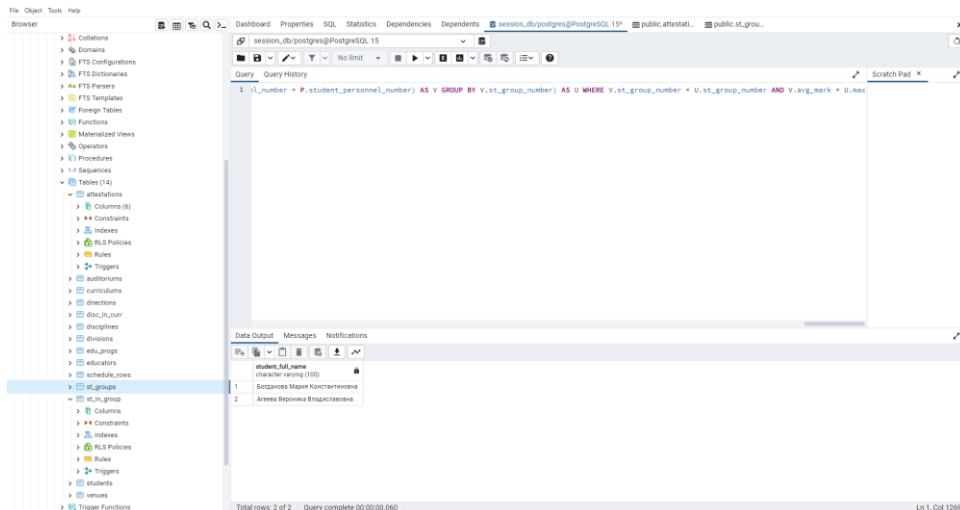 File Object Tools Help
Browser
Dashboard Properties SQL Statistics Dependencies Dependents session_db/postgres@PostgreSQL 15* public.attestati... public.st_grou...
session_db/postgres@PostgreSQL 15
No limit
Query Query History
Scratch Pad ×
1 l_number = P.student_personnel_number) AS V GROUP BY V.st_group_number) AS U WHERE V.st_group_number = U.st_group_number AND V.avg_mark = U.max
Collations
Domains
FTS Configurations
FTS Dictionaries
FTS Parsers
FTS Templates
Foreign Tables
Functions
Materialized Views
Operators
Procedures
1..3 Sequences
Tables (14)
attestations
Columns (6)
Constraints
Indexes
RLS Policies
Rules
Triggers
auditoriums
curriculums
directions
disc_in_curr
disciplines
divisions
edu_progs
educators
schedule_rows
st_groups
st_in_group
Columns
Constraints
Indexes
RLS Policies
Rules
Triggers
students
venues
Trigger Functions
Data Output Messages Notifications
student_full_name
character varying (100)
1 Богданова Мария Константиновна
2 Агеева Вероника Владиславовна
Total rows: 2 of 2 Query complete 00:00:00.060
Ln 1, Col 1269